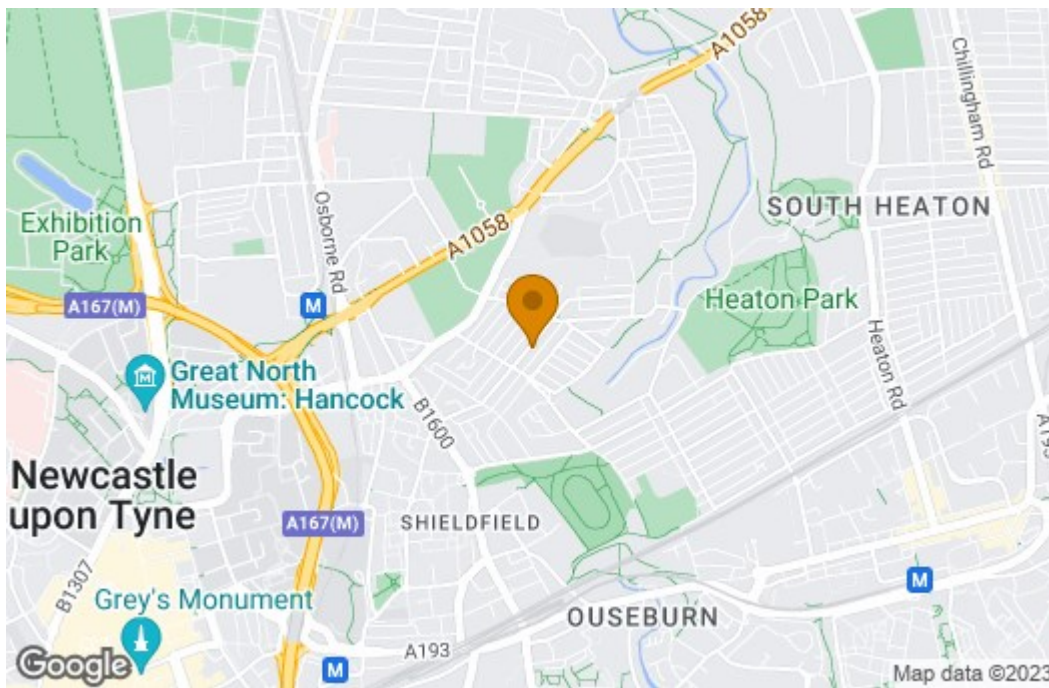 A1058
Chillingham Rd
Osborne Rd
SOUTH HEATON
Exhibition
Park
A1058
M
A167(M)
Heaton Park
Great North
Museum: Hancock
Heaton Rd
B1600
A193
Newcastle
upon Tyne
A167(M)
SHIELDFIELD
M
B1307
Grey's Monument
OUSEBURN
A193
M
Google
Map data ©2023